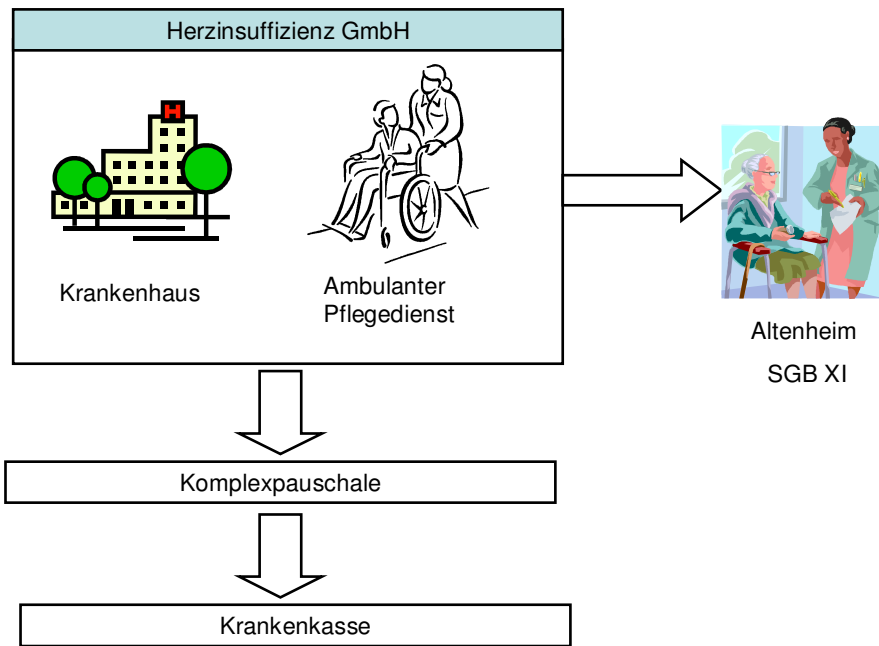 Herzinsuffizienz GmbH
H
Krankenhaus
Ambulanter
Pflegedienst
Altenheim
SGB XI
Komplexpauschale
Krankenkasse